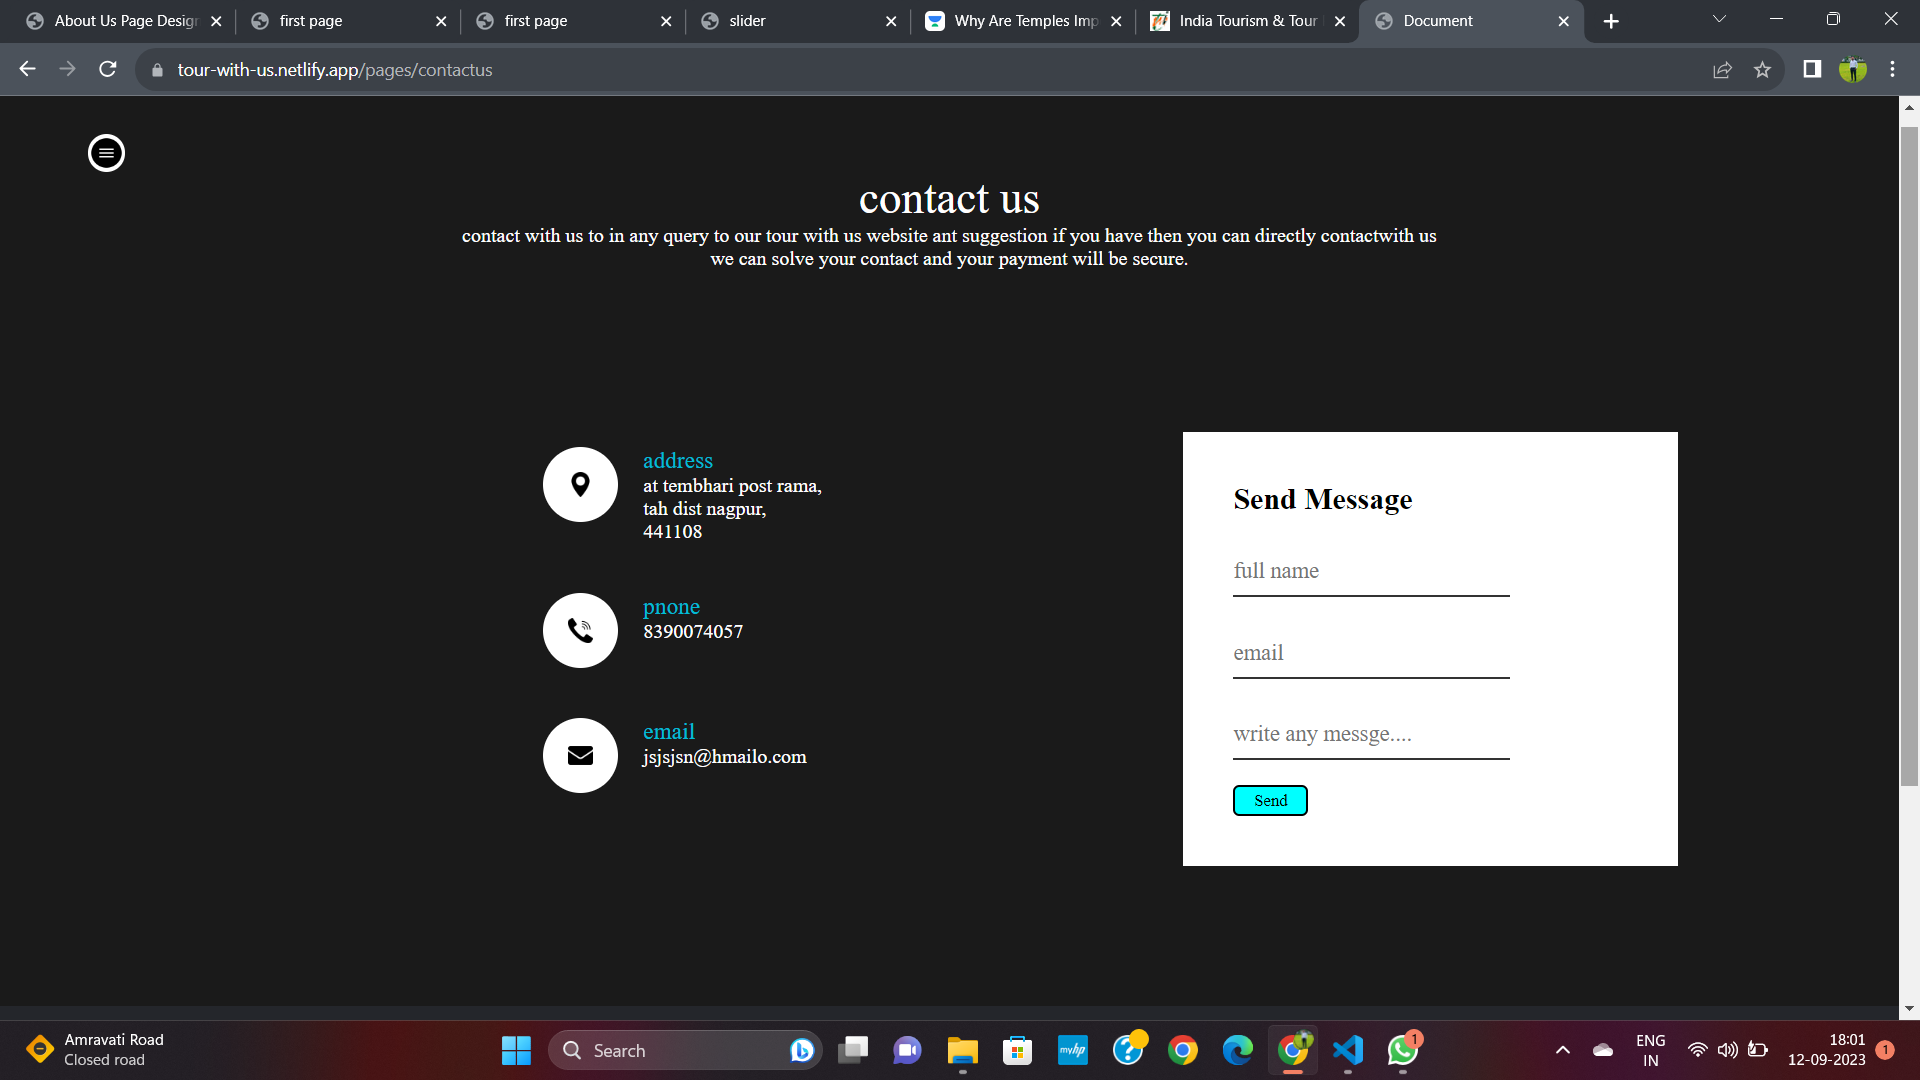 About Us Page Design
first page
first page
slider
Why Are Temples Imp
India Tourism & Tour
Document
tour-with-us.netlify.app/pages/contactus
contact us
contact with us to in any query to our tour with us website ant suggestion if you have then you can directly contactwith us
we can solve your contact and your payment will be secure.
address
at tembhari post rama,
tah dist nagpur,
441108
pnone
8390074057
email
jsjsjsn@hmailo.com
Send Message
full name
email
write any messge....
Send
Amravati Road
Closed road
Search
myhp
1
ENG
IN
18:01
12-09-2023
1